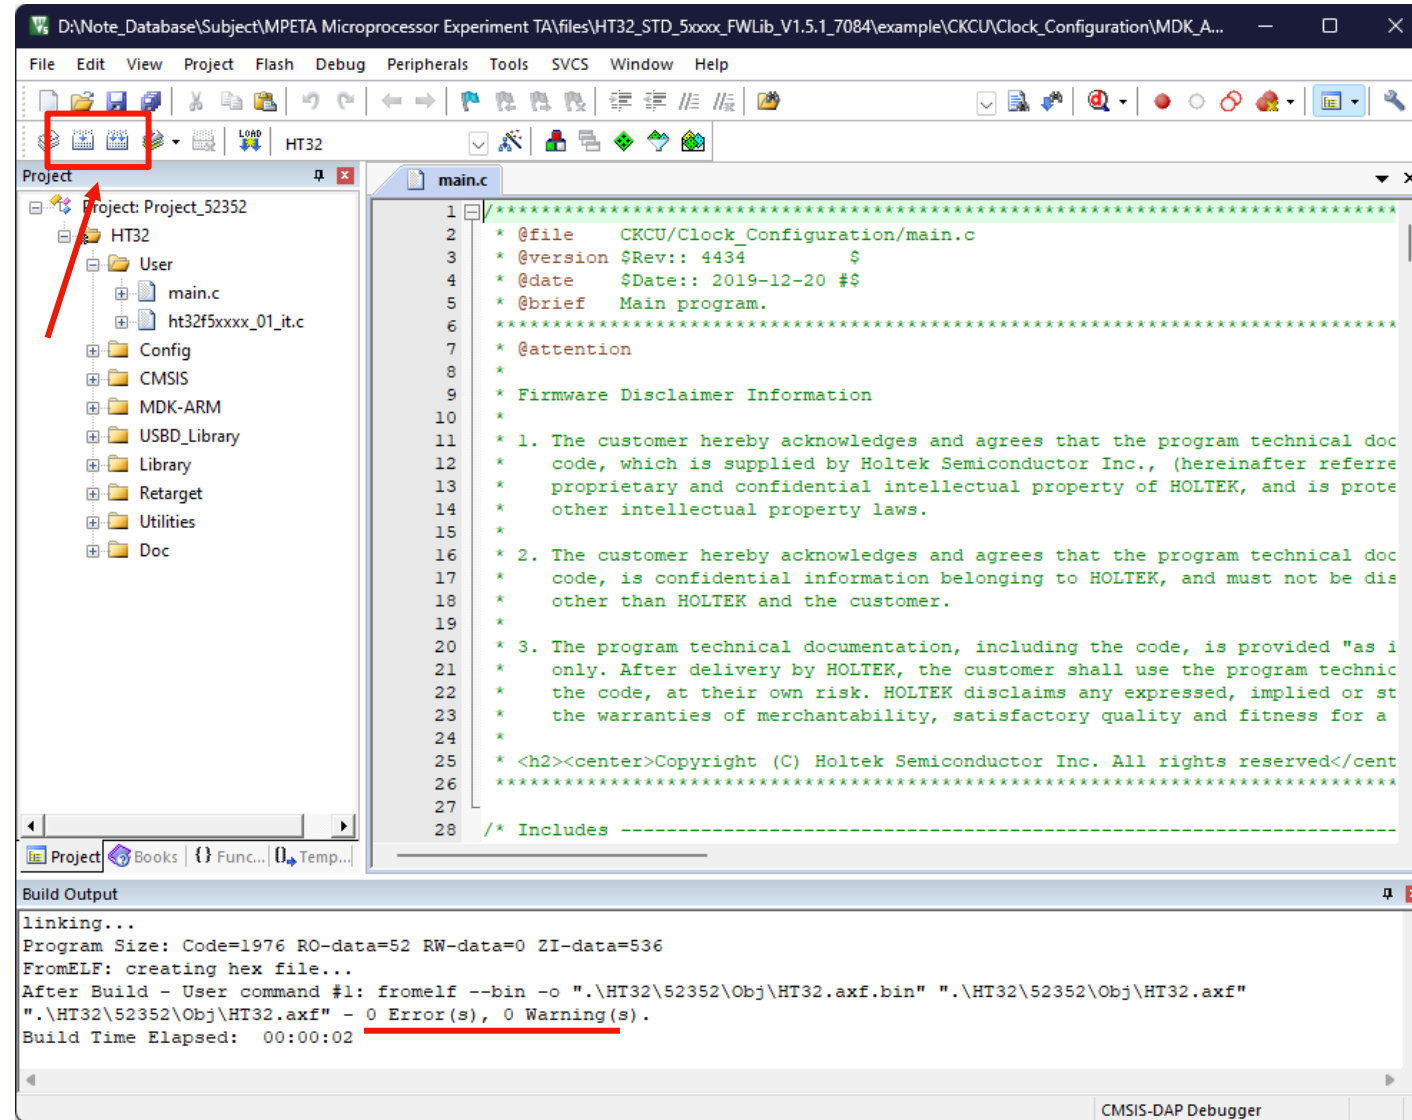 D:\Note_Database\Subject\MPETA Microprocessor Experiment TA\files\HT32_STD_5xxxx_FWLib_V1.5.1_7084\example\CKCU\Clock_Configuration\MDK_A...
File Edit View Project Flash Debug Peripherals Tools SVCS Window Help
LOAD HT32
Project
main.c
Project: Project_52352
HT32
User
main.c
ht32f5xxxx_01_it.c
Config
CMSIS
MDK-ARM
USBD_Library
Library
Retarget
Utilities
Doc
Project Books {} Func... 0 Temp...
1 /********************************************************************************
2 * @file CKCU/Clock_Configuration/main.c
3 * @version $Rev:: 4434 $
4 * @date $Date:: 2019-12-20 #$
5 * @brief Main program.
6 *******************************************************************************
7 * @attention
8 *
9 * Firmware Disclaimer Information
10 *
11 * 1. The customer hereby acknowledges and agrees that the program technical doc
12 * code, which is supplied by Holtek Semiconductor Inc., (hereinafter referre
13 * proprietary and confidential intellectual property of HOLTEK, and is prote
14 * other intellectual property laws.
15 *
16 * 2. The customer hereby acknowledges and agrees that the program technical doc
17 * code, is confidential information belonging to HOLTEK, and must not be dis
18 * other than HOLTEK and the customer.
19 *
20 * 3. The program technical documentation, including the code, is provided "as i
21 * only. After delivery by HOLTEK, the customer shall use the program technic
22 * the code, at their own risk. HOLTEK disclaims any expressed, implied or st
23 * the warranties of merchantability, satisfactory quality and fitness for a
24 *
25 * <h2><center>Copyright (C) Holtek Semiconductor Inc. All rights reserved</cent
26 *******************************************************************************
27
28 /* Includes --------------------------------------------------------------------
Build Output
linking...
Program Size: Code=1976 RO-data=52 RW-data=0 ZI-data=536
FromELF: creating hex file...
After Build - User command #1: fromelf --bin -o ".\HT32\52352\Obj\HT32.axf.bin" ".\HT32\52352\Obj\HT32.axf"
".\HT32\52352\Obj\HT32.axf" - 0 Error(s), 0 Warning(s).
Build Time Elapsed: 00:00:02
CMSIS-DAP Debugger